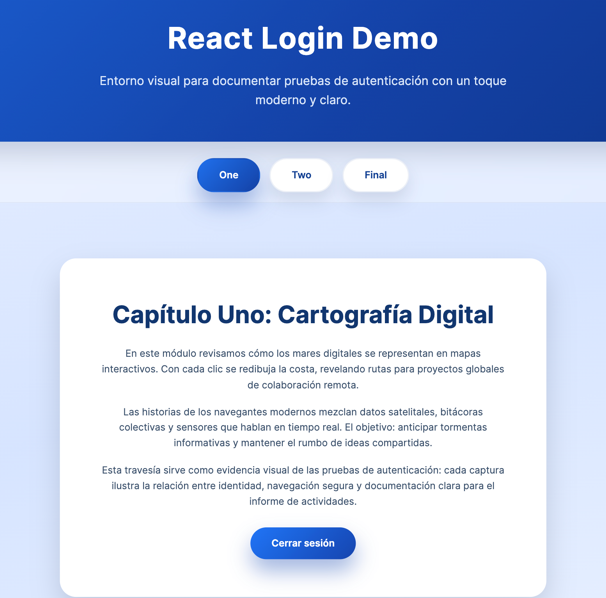 React Login Demo
Entorno visual para documentar pruebas de autenticación con un toque
moderno y claro.
One
Two
Final
Capítulo Uno: Cartografía Digital
En este módulo revisamos cómo los mares digitales se representan en mapas
interactivos. Con cada clic se redibuja la costa, revelando rutas para proyectos globales
de colaboración remota.
Las historias de los navegantes modernos mezclan datos satelitales, bitácoras
colectivas y sensores que hablan en tiempo real. El objetivo: anticipar tormentas
informativas y mantener el rumbo de ideas compartidas.
Esta travesía sirve como evidencia visual de las pruebas de autenticación: cada captura
ilustra la relación entre identidad, navegación segura y documentación clara para el
informe de actividades.
Cerrar sesión